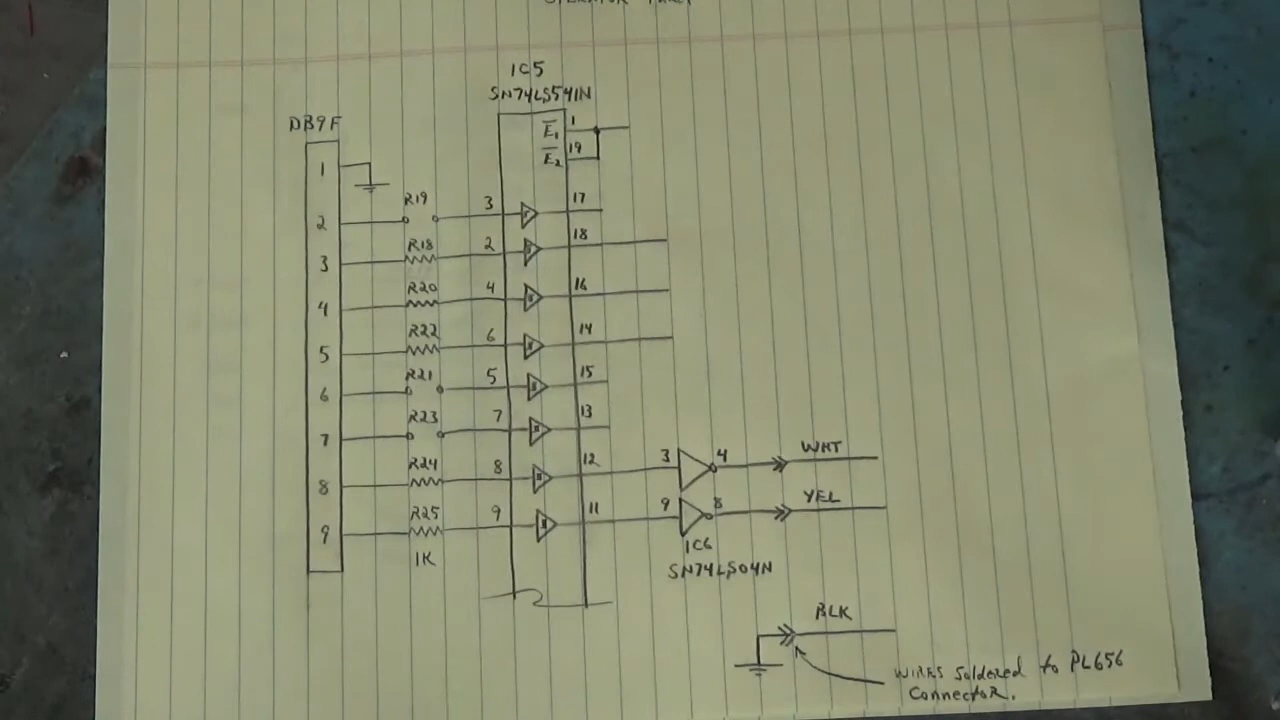 IC5
SN74LS541N
DB9F
E1 1
E2 19
1
2 R19 3 17
3 R18 2 18
4 R20 4 16
5 R22 6 14
6 R21 5 15
7 R23 7 13
8 R24 8 12 3 4 WHT
9 R25 9 11 9 8 YEL
1K
IC6
SN74LS04N
BLK
WIRES Soldered to PL656
Connector.